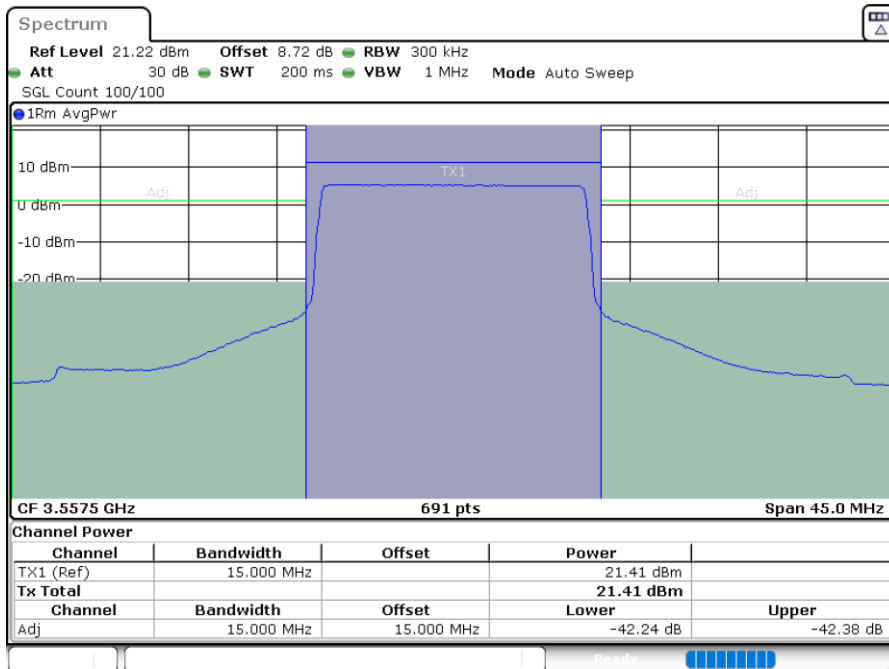 Spectrum
Ref Level 21.22 dBm Offset 8.72 dB RBW 300 kHz
Att 30 dB SWT 200 ms VBW 1 MHz Mode Auto Sweep
SGL Count 100/100
1Rm AvgPwr
10 dBm
TX1
Adj Adj
0 dBm
-10 dBm
-20 dBm
CF 3.5575 GHz 691 pts Span 45.0 MHz
Channel Power
Channel Bandwidth Offset Power
TX1 (Ref) 15.000 MHz 21.41 dBm
Tx Total 21.41 dBm
Channel Bandwidth Offset Lower Upper
Adj 15.000 MHz 15.000 MHz -42.24 dB -42.38 dB
Ready